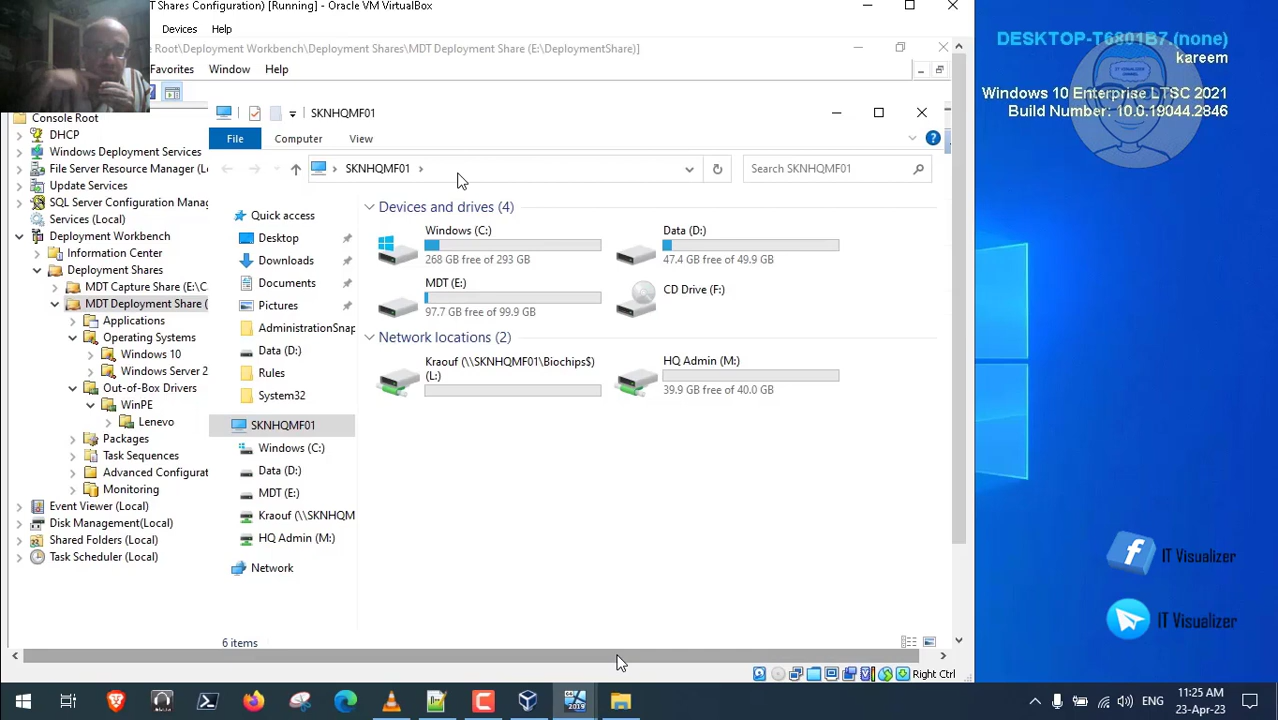 T Shares Configuration) [Running] - Oracle VM VirtualBox
Devices
Help
e Root\Deployment Workbench\Deployment Shares\MDT Deployment Share (E:\DeploymentShare)]
Favorites
Window
Help
Console Root
DHCP
Windows Deployment Services
File Server Resource Manager (Lo
Update Services
SQL Server Configuration Manag
Services (Local)
Deployment Workbench
Information Center
Deployment Shares
MDT Capture Share (E:\C
MDT Deployment Share (
Applications
Operating Systems
Windows 10
Windows Server 2
Out-of-Box Drivers
WinPE
Lenevo
Packages
Task Sequences
Advanced Configurat
Monitoring
Event Viewer (Local)
Disk Management(Local)
Shared Folders (Local)
Task Scheduler (Local)
SKNHQMF01
File
Computer
View
SKNHQMF01
Search SKNHQMF01
Quick access
Desktop
Downloads
Documents
Pictures
AdministrationSnap
Data (D:)
Rules
System32
SKNHQMF01
Windows (C:)
Data (D:)
MDT (E:)
Kraouf (\\SKNHQM
HQ Admin (M:)
Network
Devices and drives (4)
Windows (C:)
268 GB free of 293 GB
Data (D:)
47.4 GB free of 49.9 GB
MDT (E:)
97.7 GB free of 99.9 GB
CD Drive (F:)
Network locations (2)
Kraouf (\\SKNHQMF01\Biochips$)
(L:)
HQ Admin (M:)
39.9 GB free of 40.0 GB
6 items
Right Ctrl
DESKTOP-T6801B7.(none)
kareem
Windows 10 Enterprise LTSC 2021
Build Number: 10.0.19044.2846
IT VISUALIZER
CHANNEL
IT Visualizer
IT Visualizer
2019
ENG
11:25 AM
23-Apr-23